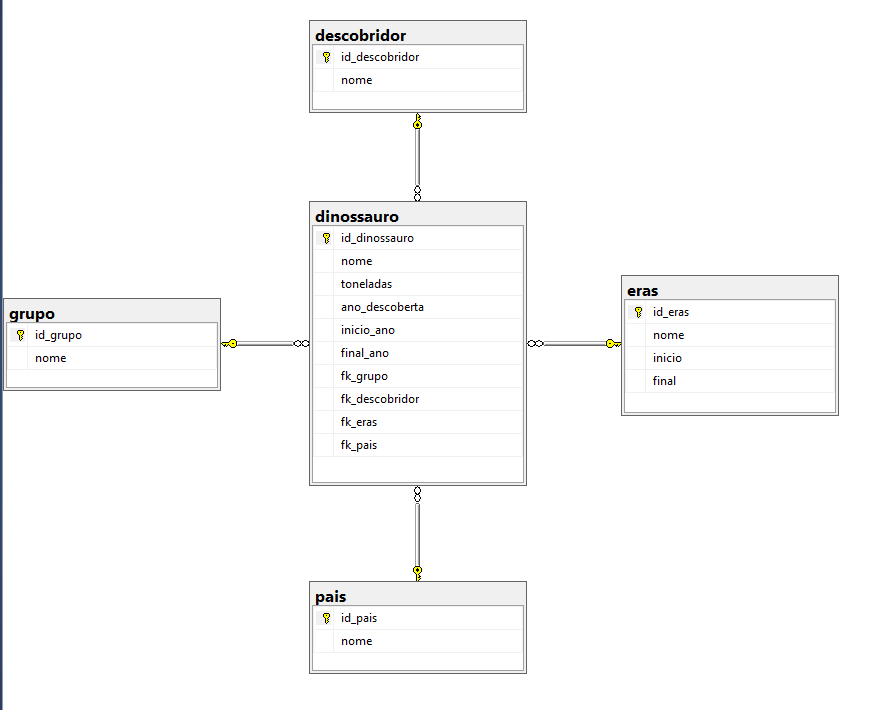 descobridor
id_descobridor
nome
dinossauro
id_dinossauro
nome
toneladas
ano_descoberta
inicio_ano
final_ano
fk_grupo
fk_descobridor
fk_eras
fk_pais
grupo
id_grupo
nome
eras
id_eras
nome
inicio
final
pais
id_pais
nome